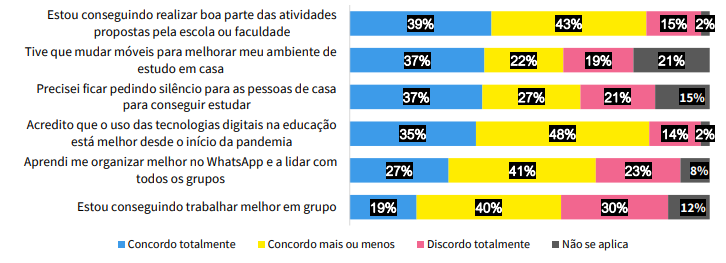 Estou conseguindo realizar boa parte das atividades
propostas pela escola ou faculdade
39% 43% 15% 2%
Tive que mudar móveis para melhorar meu ambiente de
estudo em casa
37% 22% 19% 21%
Precisei ficar pedindo silêncio para as pessoas de casa
para conseguir estudar
37% 27% 21% 15%
Acredito que o uso das tecnologias digitais na educação
está melhor desde o início da pandemia
35% 48% 14% 2%
Aprendi me organizar melhor no WhatsApp e a lidar com
todos os grupos
27% 41% 23% 8%
Estou conseguindo trabalhar melhor em grupo
19% 40% 30% 12%
Concordo totalmente Concordo mais ou menos Discordo totalmente Não se aplica